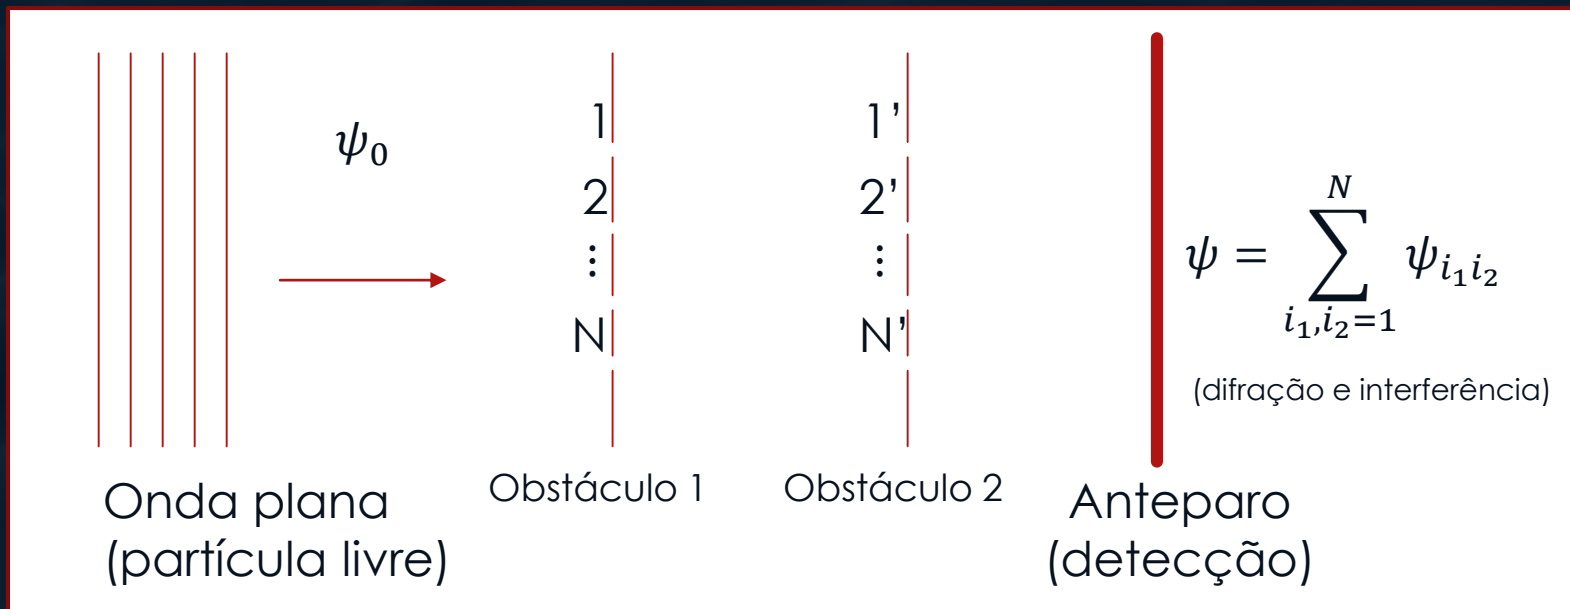 ψ₀
1
2
⋮
N
1'
2'
⋮
N'
ψ = ∑_{i₁,i₂=1}^{N} ψ_{i₁i₂}
(difração e interferência)
Onda plana
(partícula livre)
Obstáculo 1
Obstáculo 2
Anteparo
(detecção)